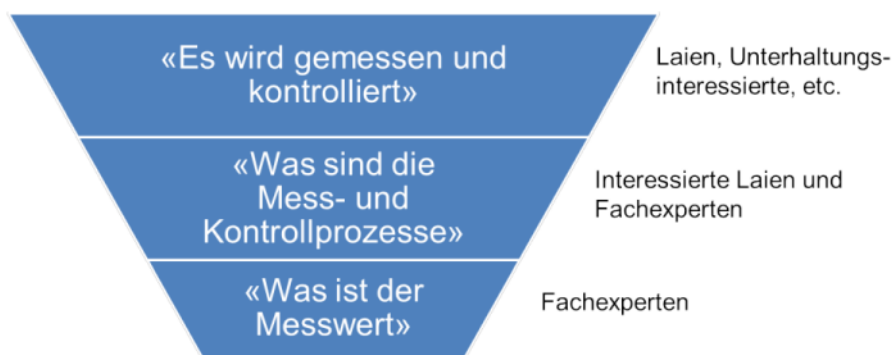 «Es wird gemessen und
kontrolliert»
Laien, Unterhaltungs-
interessierte, etc.
«Was sind die
Mess- und
Kontrollprozesse»
Interessierte Laien und
Fachexperten
«Was ist der
Messwert»
Fachexperten